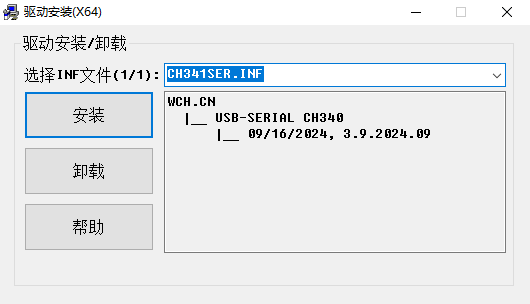 驱动安装(X64)
驱动安装/卸载
选择INF文件(1/1):
CH341SER.INF
安装
卸载
帮助
WCH.CN
|__ USB-SERIAL CH340
|__ 09/16/2024, 3.9.2024.09